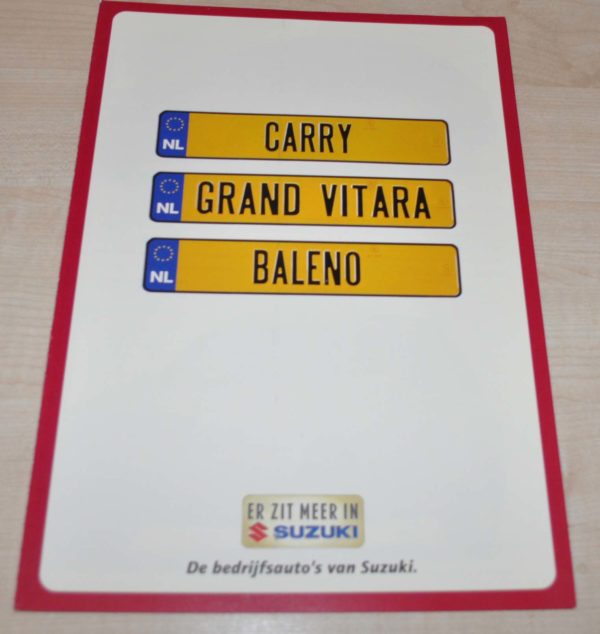 NL CARRY
NL GRAND VITARA
NL BALENO
ER ZIT MEER IN
SUZUKI
De bedrijfsauto's van Suzuki.